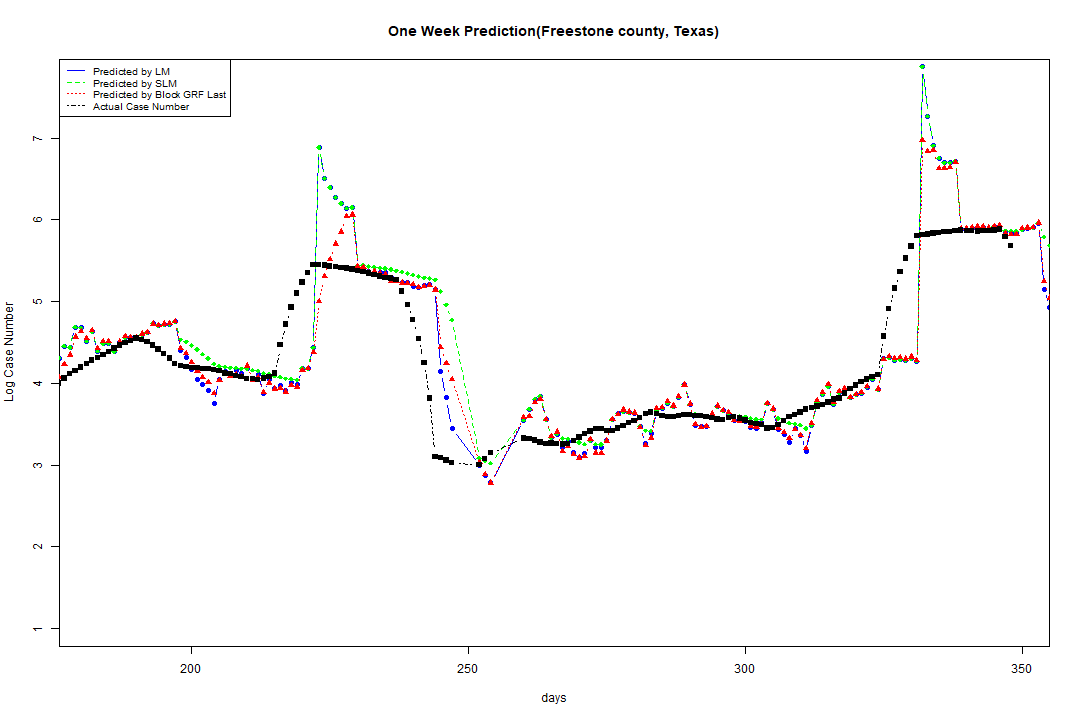 One Week Prediction(Freestone county, Texas)
Predicted by LM
Predicted by SLM
Predicted by Block GRF Last
Actual Case Number
Log Case Number
7
6
5
4
3
2
1
200 250 300 350
days